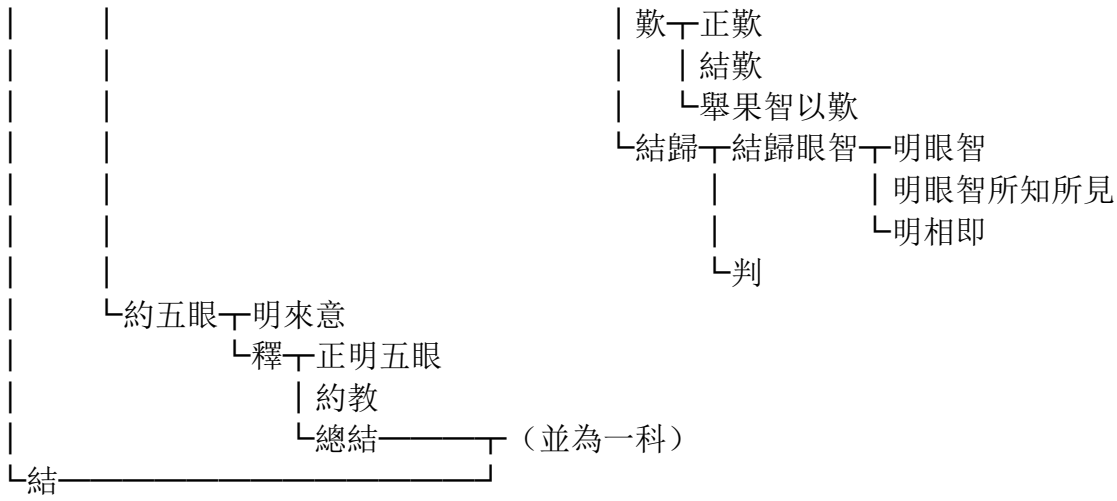 歎 正歎
結歎
舉果智以歎
結歸 結歸眼智 明眼智
明眼智所知所見
明相即
判
約五眼 明來意
釋 正明五眼
約教
總結 （並為一科）
結